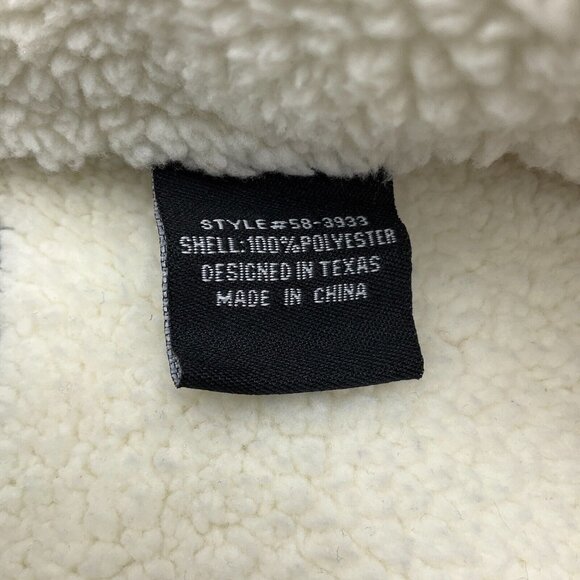 STYLE#58-3933
SHELL:100%POLYESTER
DESIGNED IN TEXAS
MADE IN CHINA